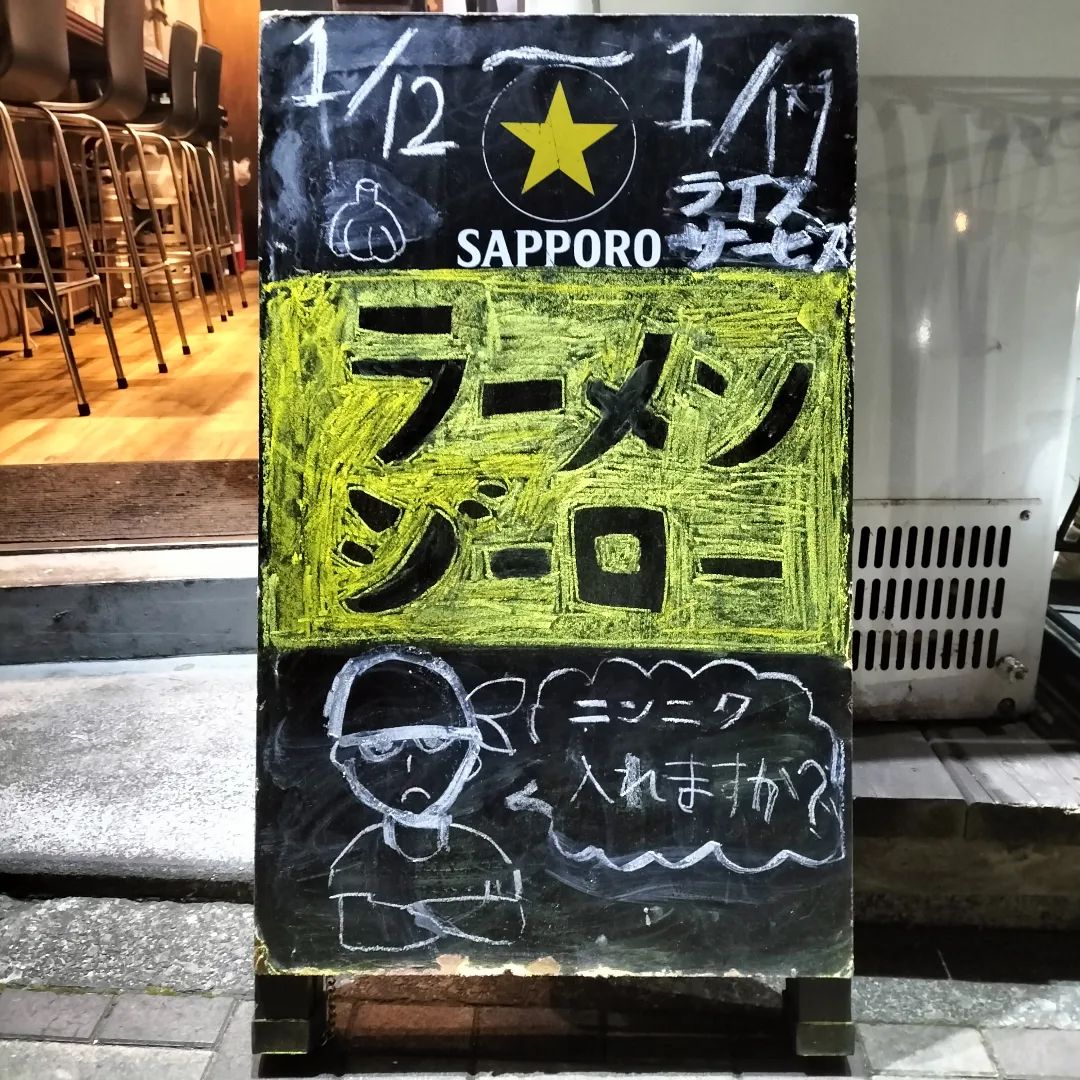 1/12 〜 1/17
ライス
サービス
SAPPORO
ラーメン
ジーロー
ニンニク
入れますか?